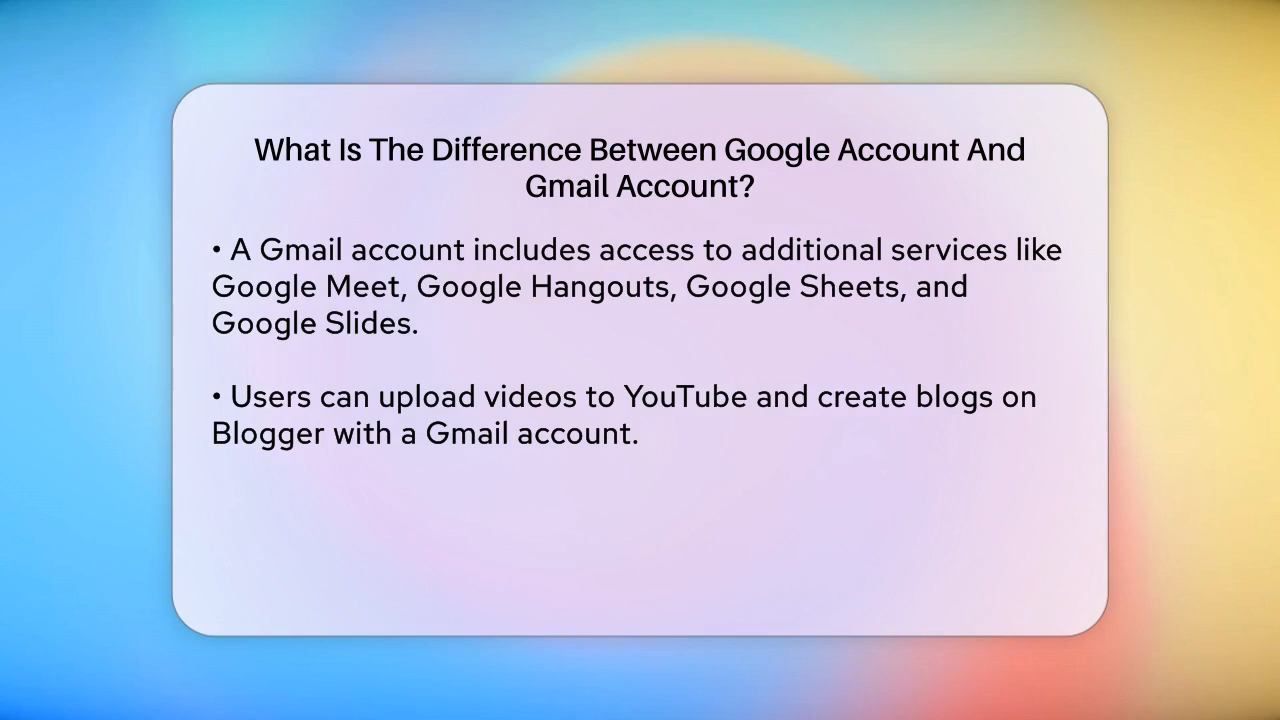 What Is The Difference Between Google Account And
Gmail Account?
• A Gmail account includes access to additional services like
Google Meet, Google Hangouts, Google Sheets, and
Google Slides.
• Users can upload videos to YouTube and create blogs on
Blogger with a Gmail account.